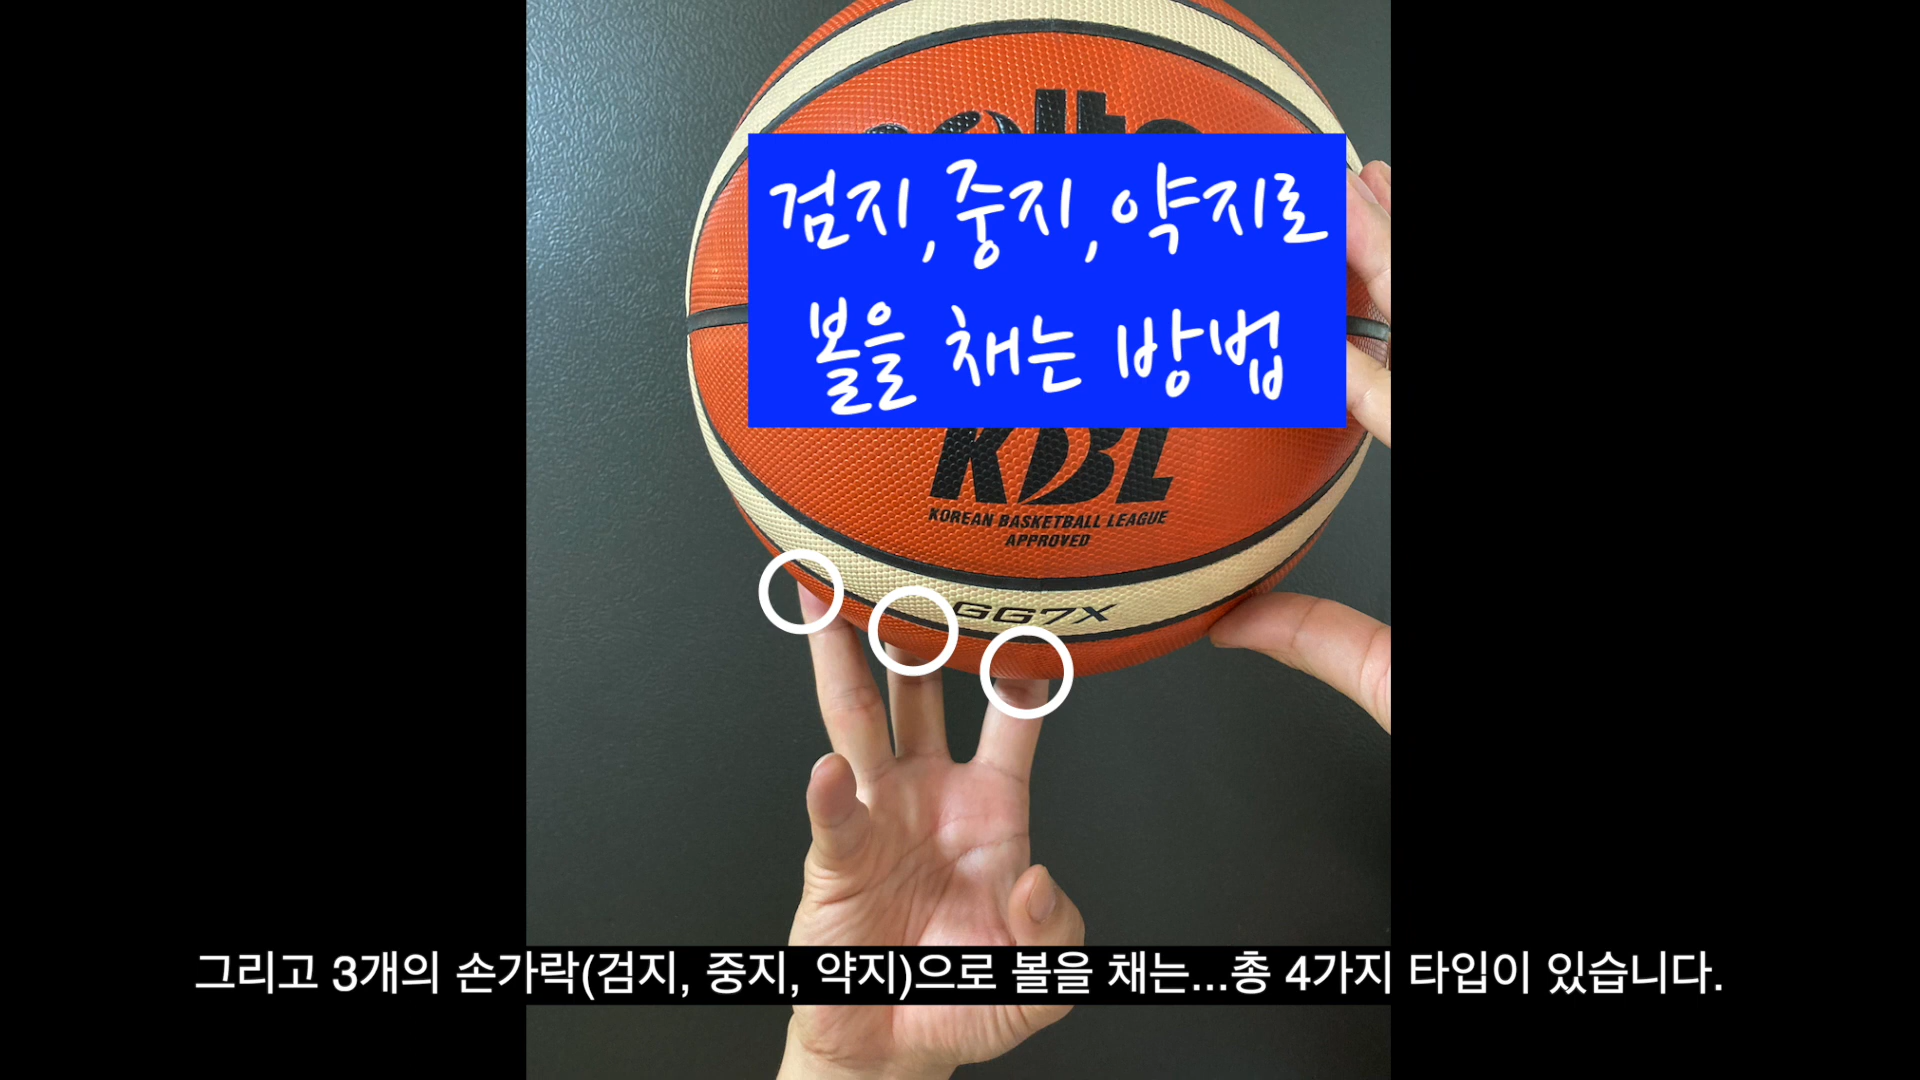 검지, 중지, 약지로
볼을 채는 방법
KBL
KOREAN BASKETBALL LEAGUE
APPROVED
GG7X
그리고 3개의 손가락(검지, 중지, 약지)으로 볼을 채는...총 4가지 타입이 있습니다.